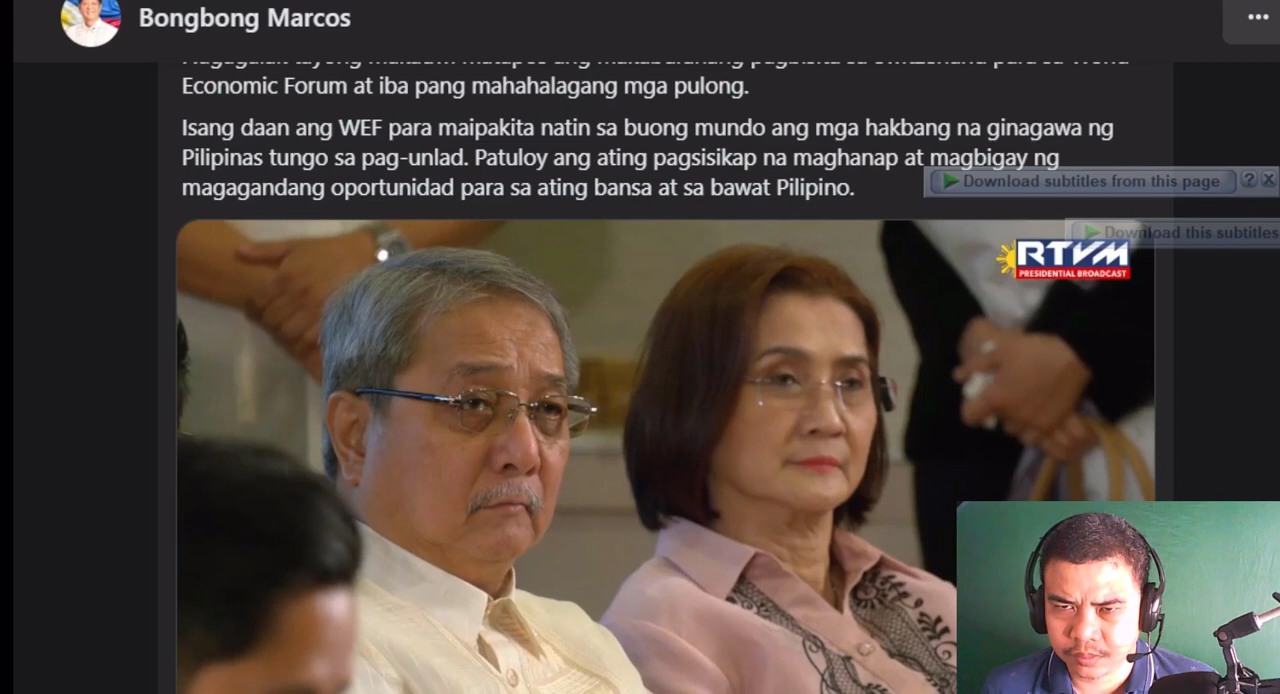 Bongbong Marcos
Economic Forum at iba pang mahahalagang mga pulong.
Isang daan ang WEF para maipakita natin sa buong mundo ang mga hakbang na ginagawa ng
Pilipinas tungo sa pag-unlad. Patuloy ang ating pagsisikap na maghanap at magbigay ng
magagandang oportunidad para sa ating bansa at sa bawat Pilipino.
Download subtitles from this page ? X
Download this subtitles
RTVM
PRESIDENTIAL BROADCAST